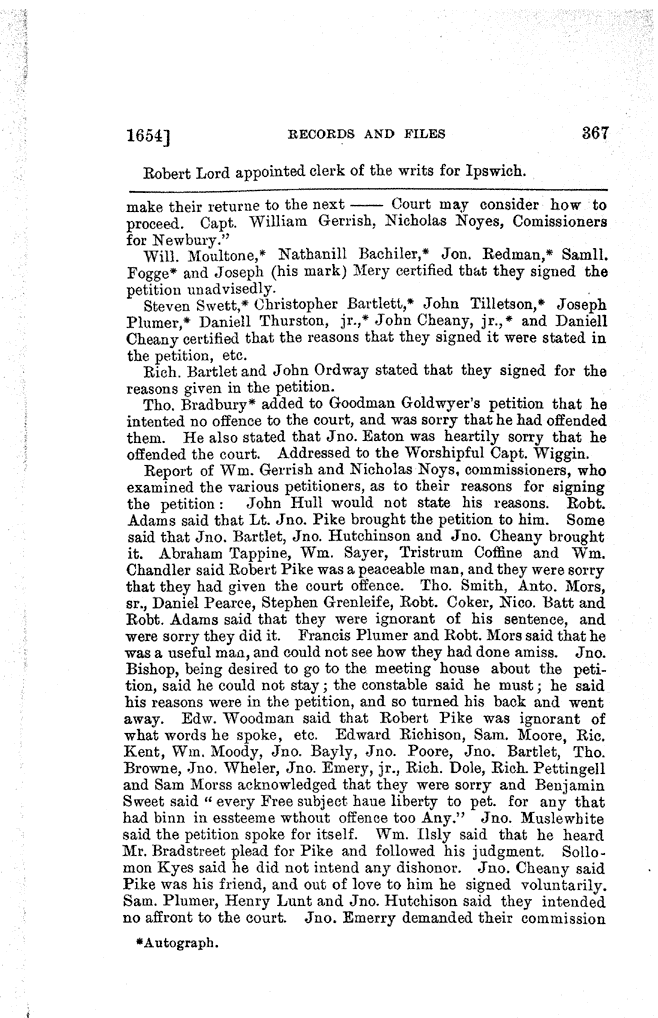 1654] RECORDS AND FILES 367
Robert Lord appointed clerk of the writs for Ipswich.
make their returne to the next —— Court may consider how to
proceed. Capt. William Gerrish, Nicholas Noyes, Comissioners
for Newbury."
Will. Moultone,* Nathanill Bachiler,* Jon. Redman,* Samll.
Fogge* and Joseph (his mark) Mery certified that they signed the
petition unadvisedly.
Steven Swett,* Christopher Bartlett,* John Tilletson,* Joseph
Plumer,* Daniell Thurston, jr.,* John Cheany, jr.,* and Daniell
Cheany certified that the reasons that they signed it were stated in
the petition, etc.
Rich. Bartlet and John Ordway stated that they signed for the
reasons given in the petition.
Tho. Bradbury* added to Goodman Goldwyer's petition that he
intented no offence to the court, and was sorry that he had offended
them. He also stated that Jno. Eaton was heartily sorry that he
offended the court. Addressed to the Worshipful Capt. Wiggin.
Report of Wm. Gerrish and Nicholas Noys, commissioners, who
examined the various petitioners, as to their reasons for signing
the petition: John Hull would not state his reasons. Robt.
Adams said that Lt. Jno. Pike brought the petition to him. Some
said that Jno. Bartlet, Jno. Hutchinson and Jno. Cheany brought
it. Abraham Tappine, Wm. Sayer, Tristrum Coffine and Wm.
Chandler said Robert Pike was a peaceable man, and they were sorry
that they had given the court offence. Tho. Smith, Anto. Mors,
sr., Daniel Pearce, Stephen Grenleife, Robt. Coker, Nico. Batt and
Robt. Adams said that they were ignorant of his sentence, and
were sorry they did it. Francis Plumer and Robt. Mors said that he
was a useful man, and could not see how they had done amiss. Jno.
Bishop, being desired to go to the meeting house about the peti-
tion, said he could not stay; the constable said he must; he said
his reasons were in the petition, and so turned his back and went
away. Edw. Woodman said that Robert Pike was ignorant of
what words he spoke, etc. Edward Richison, Sam. Moore, Ric.
Kent, Wm. Moody, Jno. Bayly, Jno. Poore, Jno. Bartlet, Tho.
Browne, Jno. Wheler, Jno. Emery, jr., Rich. Dole, Rich. Pettingell
and Sam Morss acknowledged that they were sorry and Benjamin
Sweet said "every Free subject haue liberty to pet. for any that
had binn in essteeme wthout offence too Any." Jno. Muslewhite
said the petition spoke for itself. Wm. Ilsly said that he heard
Mr. Bradstreet plead for Pike and followed his judgment. Sollo-
mon Kyes said he did not intend any dishonor. Jno. Cheany said
Pike was his friend, and out of love to him he signed voluntarily.
Sam. Plumer, Henry Lunt and Jno. Hutchison said they intended
no affront to the court. Jno. Emerry demanded their commission
*Autograph.